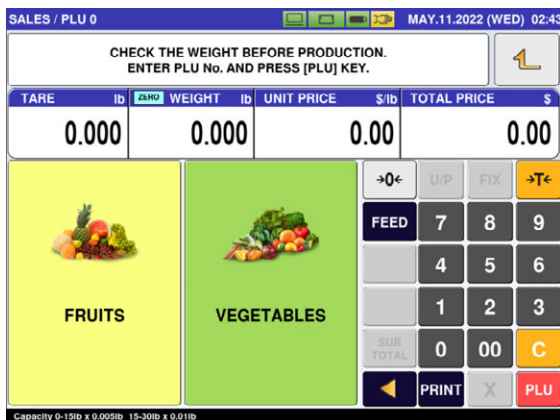 SALES / PLU 0
MAY.11.2022 (WED) 02:43
CHECK THE WEIGHT BEFORE PRODUCTION.
ENTER PLU No. AND PRESS [PLU] KEY.
TARE lb ZERO WEIGHT lb UNIT PRICE $/lb TOTAL PRICE $
0.000 0.000 0.00 0.00
FRUITS
VEGETABLES
→0← U/P FIX →T←
FEED 7 8 9
4 5 6
1 2 3
SUB
TOTAL 0 00 C
PRINT X PLU
Capacity 0-15lb x 0.005lb 15-30lb x 0.01lb